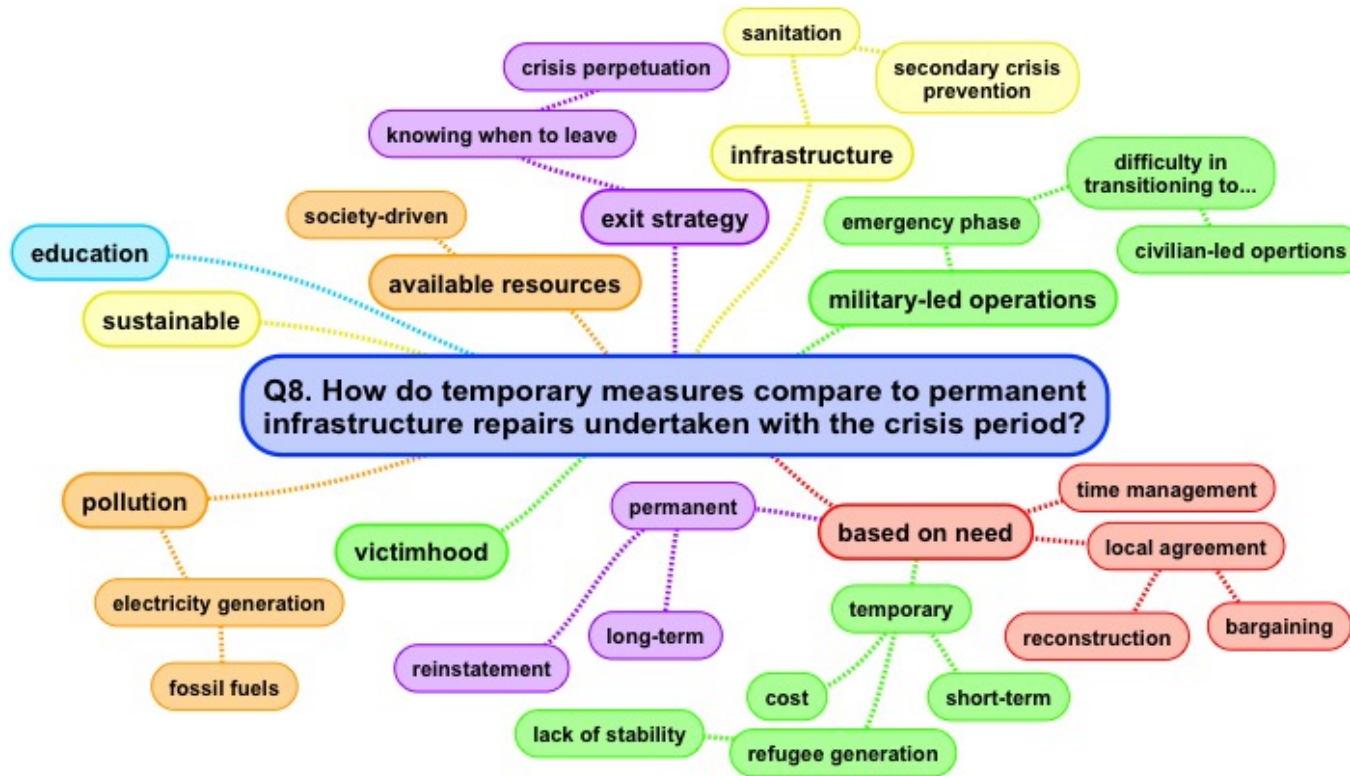 sanitation
crisis perpetuation
secondary crisis
prevention
knowing when to leave
infrastructure
difficulty in
transitioning to...
society-driven
exit strategy
emergency phase
education
civilian-led opertions
available resources
military-led operations
sustainable
Q8. How do temporary measures compare to permanent
infrastructure repairs undertaken with the crisis period?
pollution
permanent
time management
victimhood
based on need
local agreement
electricity generation
temporary
long-term
reconstruction
bargaining
reinstatement
fossil fuels
cost
short-term
lack of stability
refugee generation